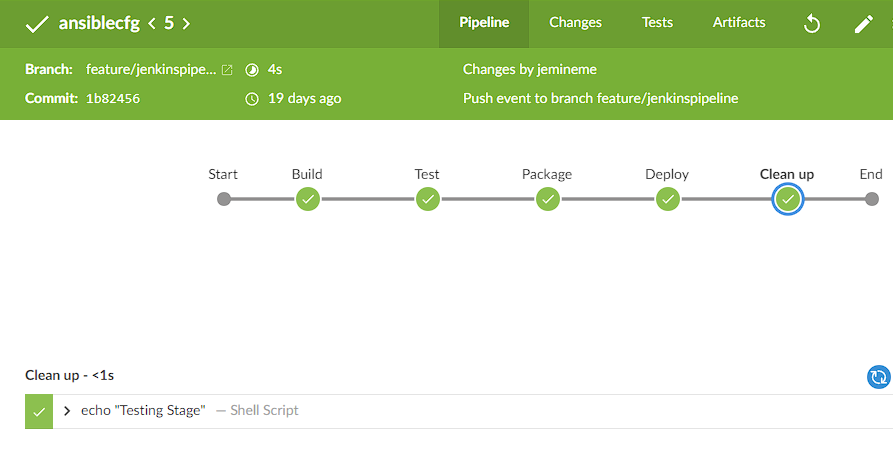 ansiblecfg < 5 > Pipeline Changes Tests Artifacts
Branch: feature/jenkinspipe... 4s Changes by jemineme
Commit: 1b82456 19 days ago Push event to branch feature/jenkinspipeline
Start Build Test Package Deploy Clean up End
Clean up - <1s
echo "Testing Stage" — Shell Script